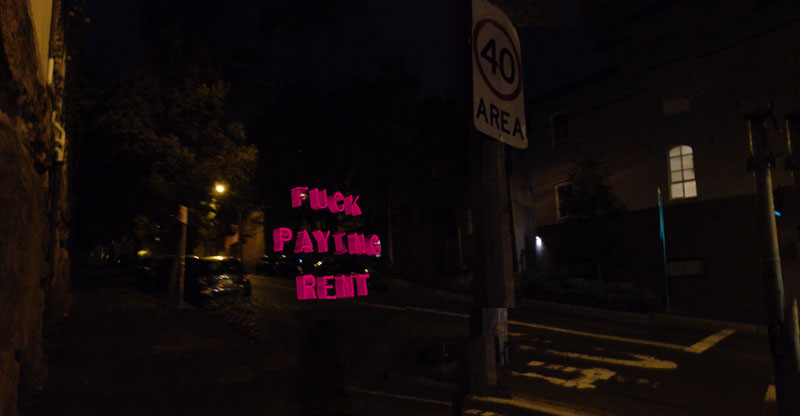 40
AREA
FUCK
PAYING
RENT